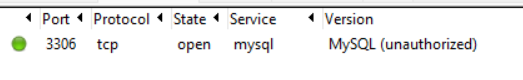 Port Protocol State Service Version
3306 tcp open mysql MySQL (unauthorized)